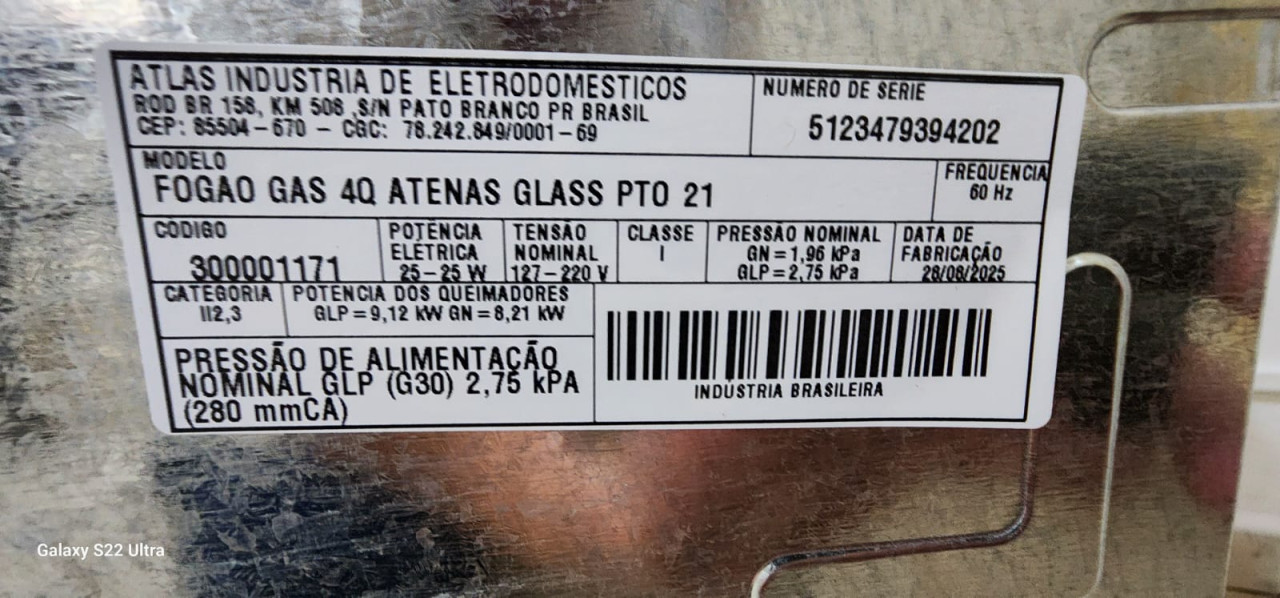 ATLAS INDUSTRIA DE ELETRODOMESTICOS
ROD BR 158, KM 508 ,S/N PATO BRANCO PR BRASIL
CEP: 85504-670 - CGC: 78.242.849/0001-69
NUMERO DE SERIE
5123479394202
MODELO
FOGAO GAS 4Q ATENAS GLASS PTO 21
FREQUENCIA
60 Hz
CÓDIGO
300001171
POTÊNCIA
ELÉTRICA
25-25 W
TENSÃO
NOMINAL
127-220 V
CLASSE
I
PRESSÃO NOMINAL
GN=1,96 kPa
GLP=2,75 kPa
DATA DE
FABRICAÇÃO
28/08/2025
CATEGORIA
II2,3
POTENCIA DOS QUEIMADORES
GLP=9,12 kW GN=8,21 kW
PRESSÃO DE ALIMENTAÇÃO
NOMINAL GLP (G30) 2,75 kPA
(280 mmCA)
INDÚSTRIA BRASILEIRA
Galaxy S22 Ultra